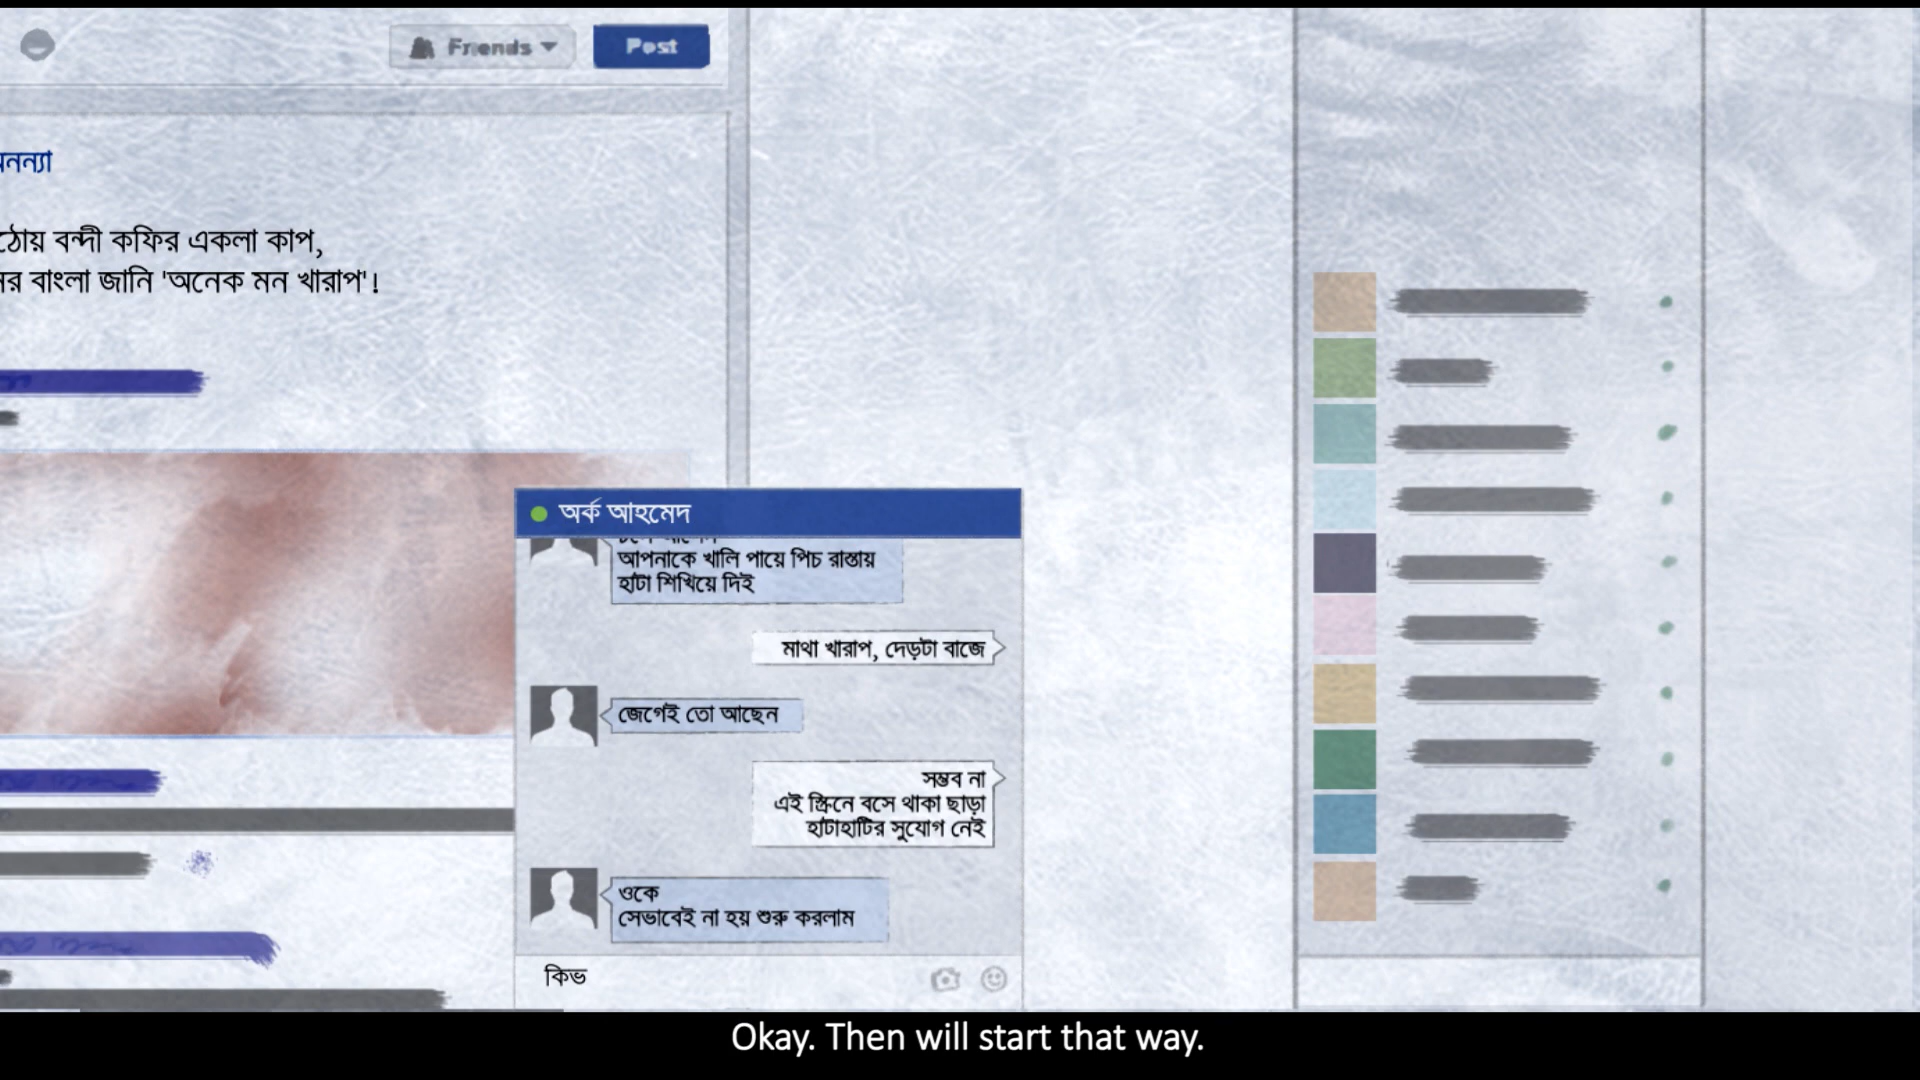 Friends
Post
বন্দী কফির একলা কাপ,
বাংলা জানি 'অনেক মন খারাপ'!
অর্ক আহমেদ
আপনাকে খালি পায়ে পিচ রাস্তায়
হাটা শিখিয়ে দিই
মাথা খারাপ, দেড়টা বাজে
জেগেই তো আছেন
সম্ভব না
এই স্ক্রিনে বসে থাকা ছাড়া
হাটাহাটির সুযোগ নেই
ওকে
সেভাবেই না হয় শুরু করলাম
কিভ
Okay. Then will start that way.